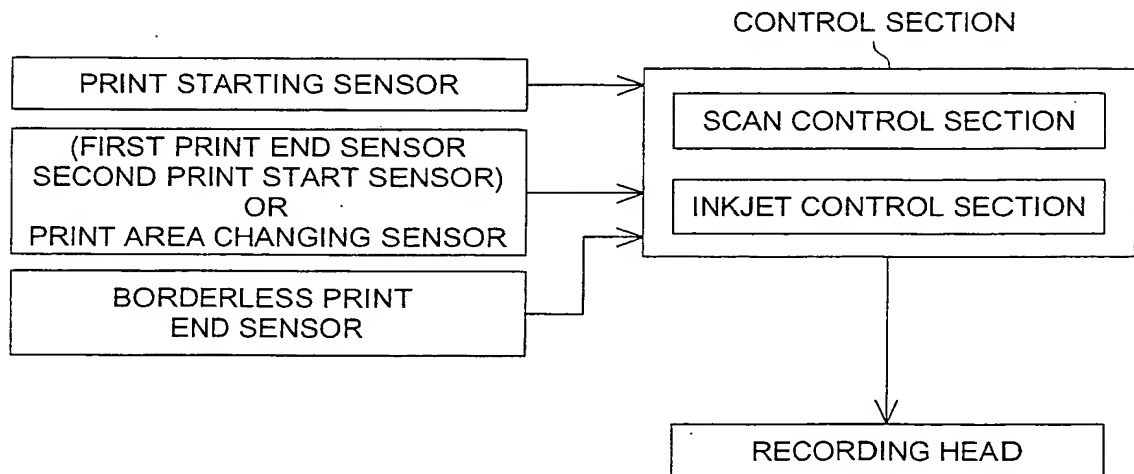 CONTROL SECTION
PRINT STARTING SENSOR
SCAN CONTROL SECTION
(FIRST PRINT END SENSOR
SECOND PRINT START SENSOR)
OR
PRINT AREA CHANGING SENSOR
INKJET CONTROL SECTION
BORDERLESS PRINT
END SENSOR
RECORDING HEAD